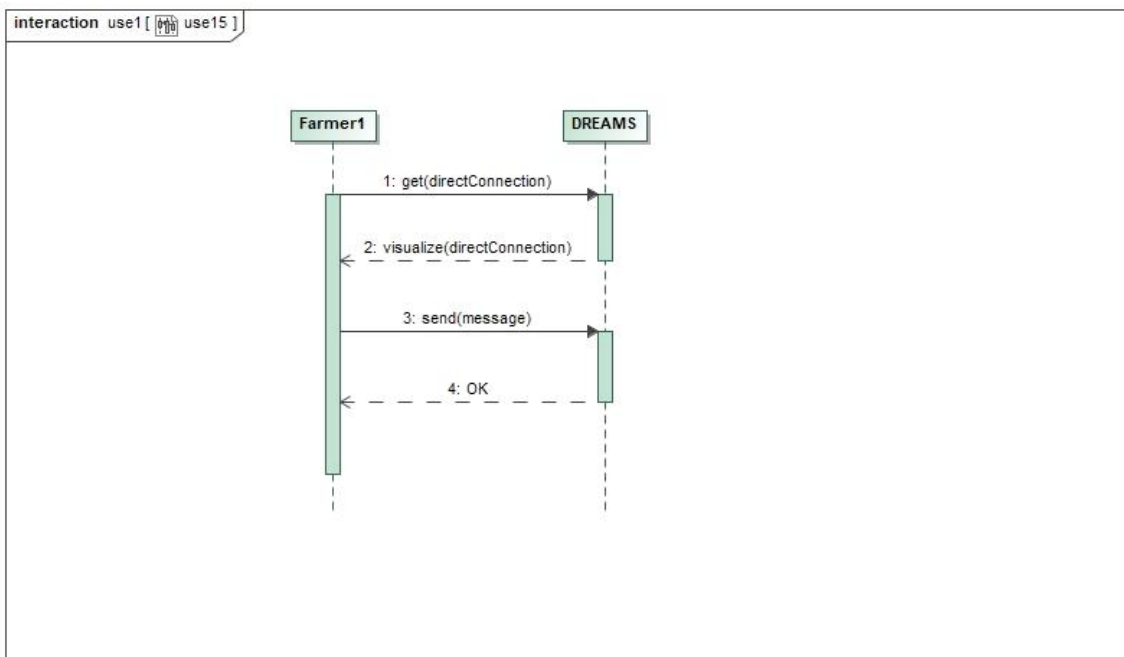 interaction use1 [ use15 ]
Farmer1
DREAMS
1: get(directConnection)
2: visualize(directConnection)
3: send(message)
4: OK